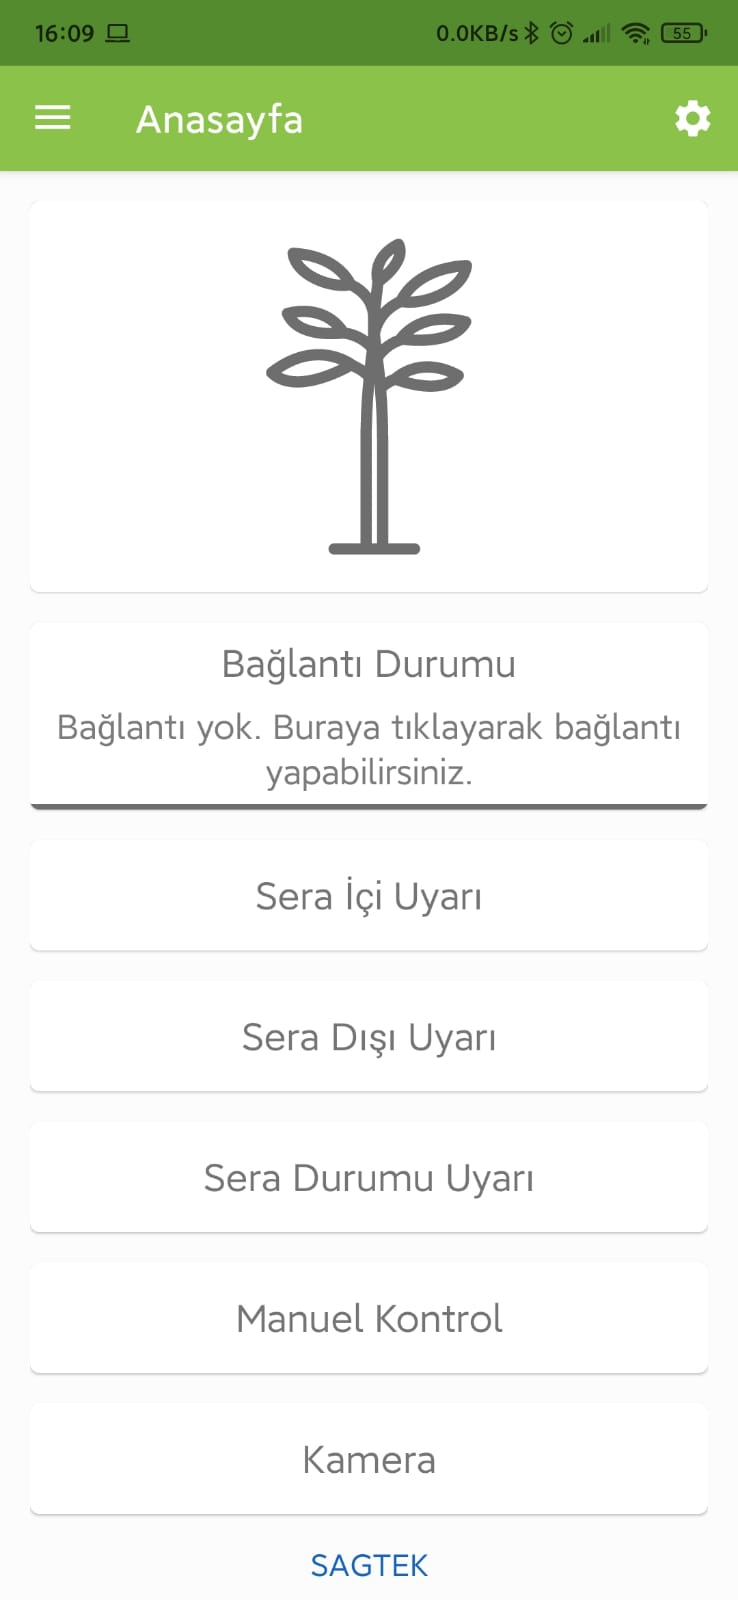 16:09
0.0KB/s
55
Anasayfa
Bağlantı Durumu
Bağlantı yok. Buraya tıklayarak bağlantı
yapabilirsiniz.
Sera İçi Uyarı
Sera Dışı Uyarı
Sera Durumu Uyarı
Manuel Kontrol
Kamera
SAGTEK